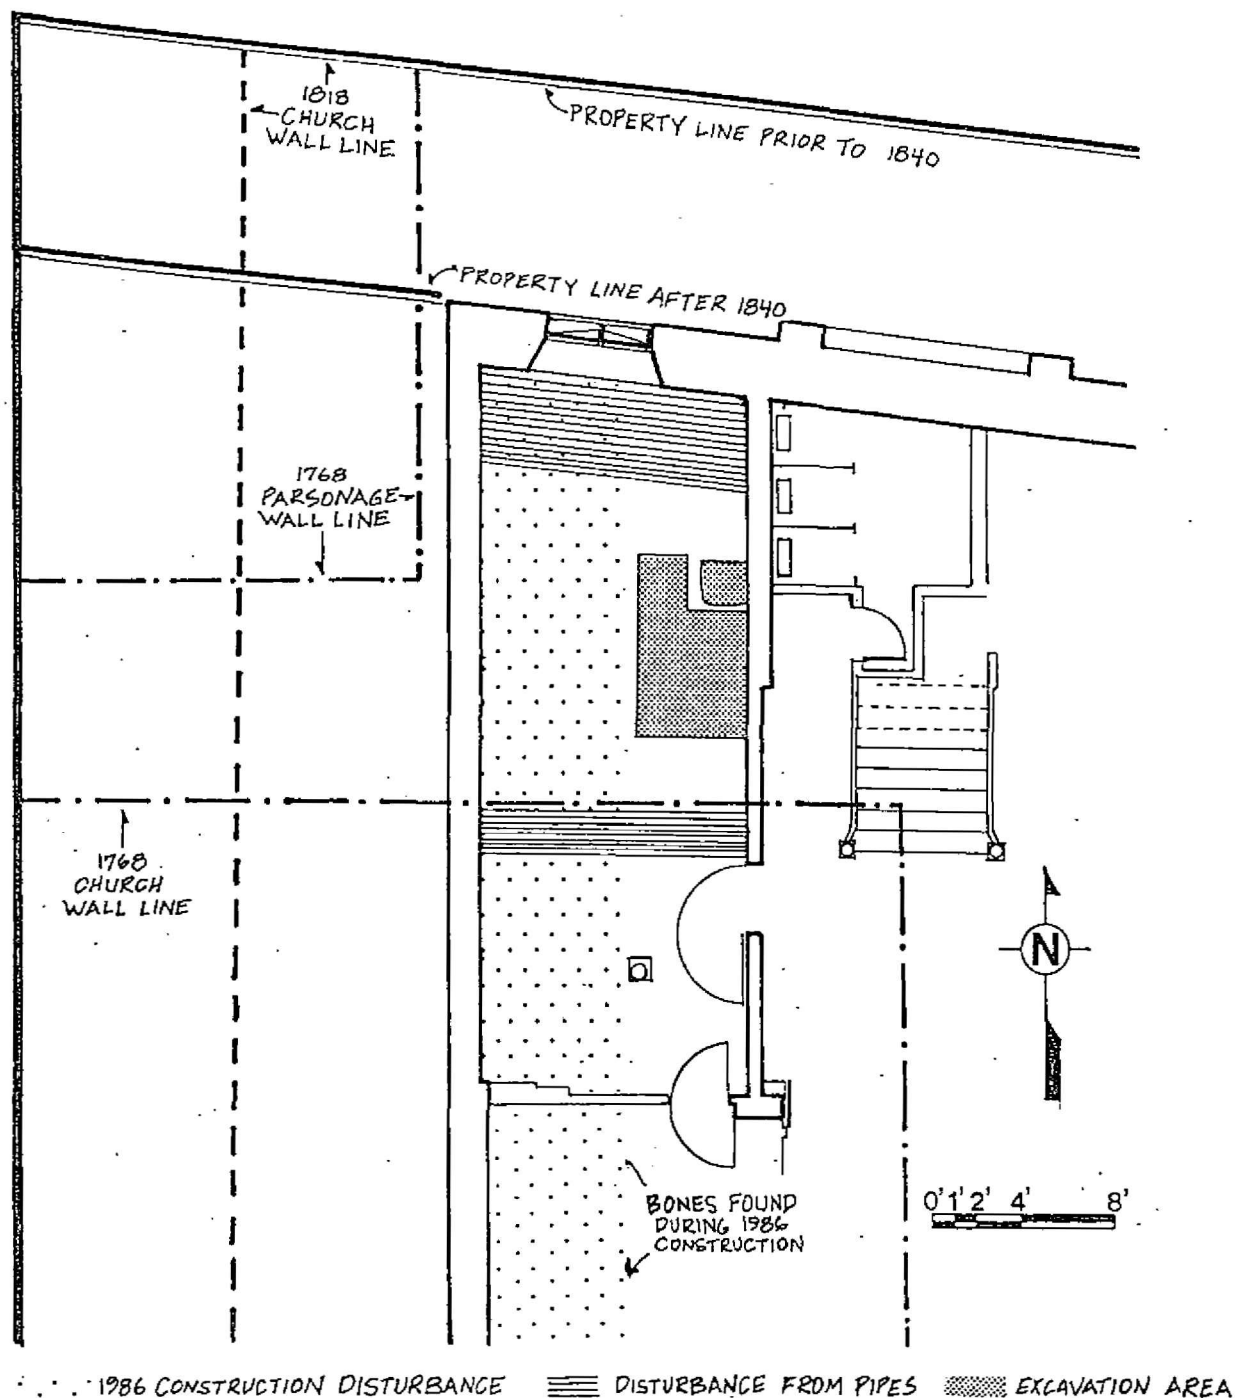 1818
CHURCH
WALL LINE
PROPERTY LINE PRIOR TO 1840
PROPERTY LINE AFTER 1840
1768
PARSONAGE
WALL LINE
1768
CHURCH
WALL LINE
N
BONES FOUND
DURING 1986
CONSTRUCTION
0' 1' 2' 4' 8'
1986 CONSTRUCTION DISTURBANCE DISTURBANCE FROM PIPES EXCAVATION AREA